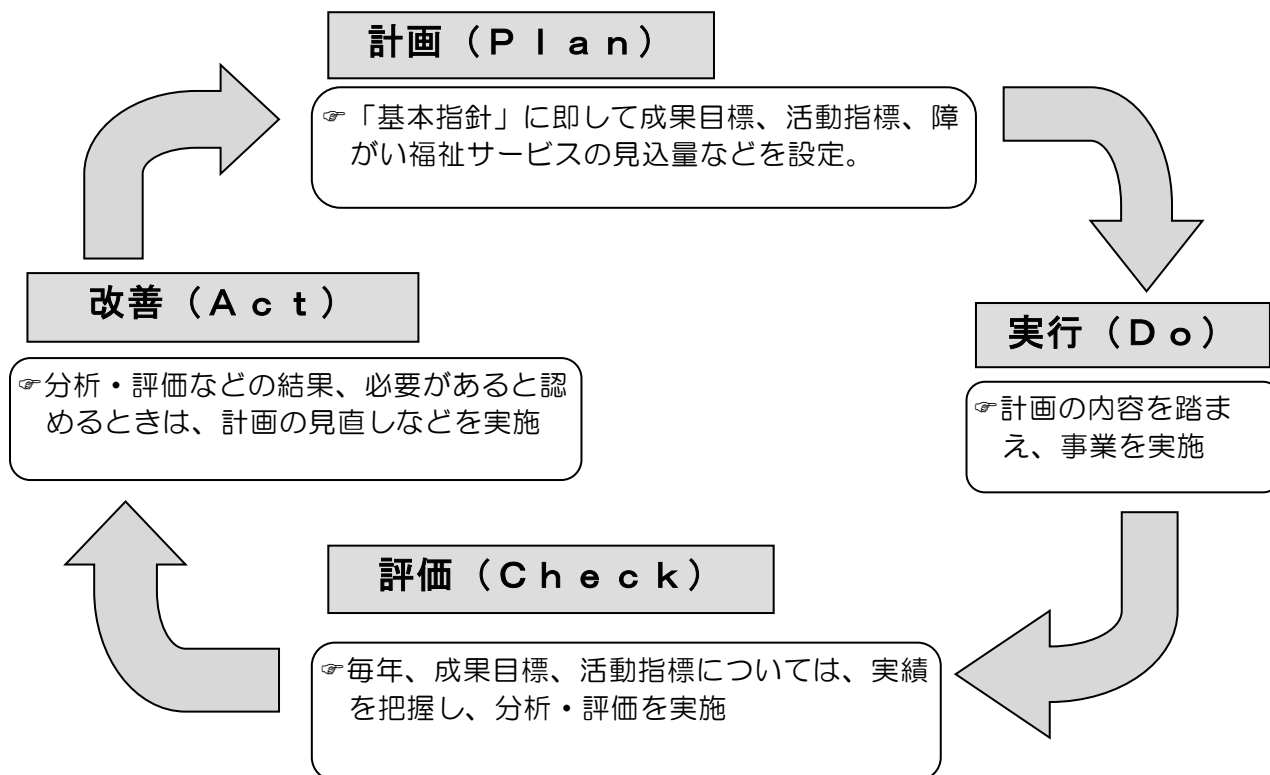 計画（Ｐｌａｎ）
☞「基本指針」に即して成果目標、活動指標、障
がい福祉サービスの見込量などを設定。
改善（Ａｃｔ）
☞分析・評価などの結果、必要があると認
めるときは、計画の見直しなどを実施
実行（Ｄｏ）
☞計画の内容を踏ま
え、事業を実施
評価（Ｃｈｅｃｋ）
☞毎年、成果目標、活動指標については、実績
を把握し、分析・評価を実施